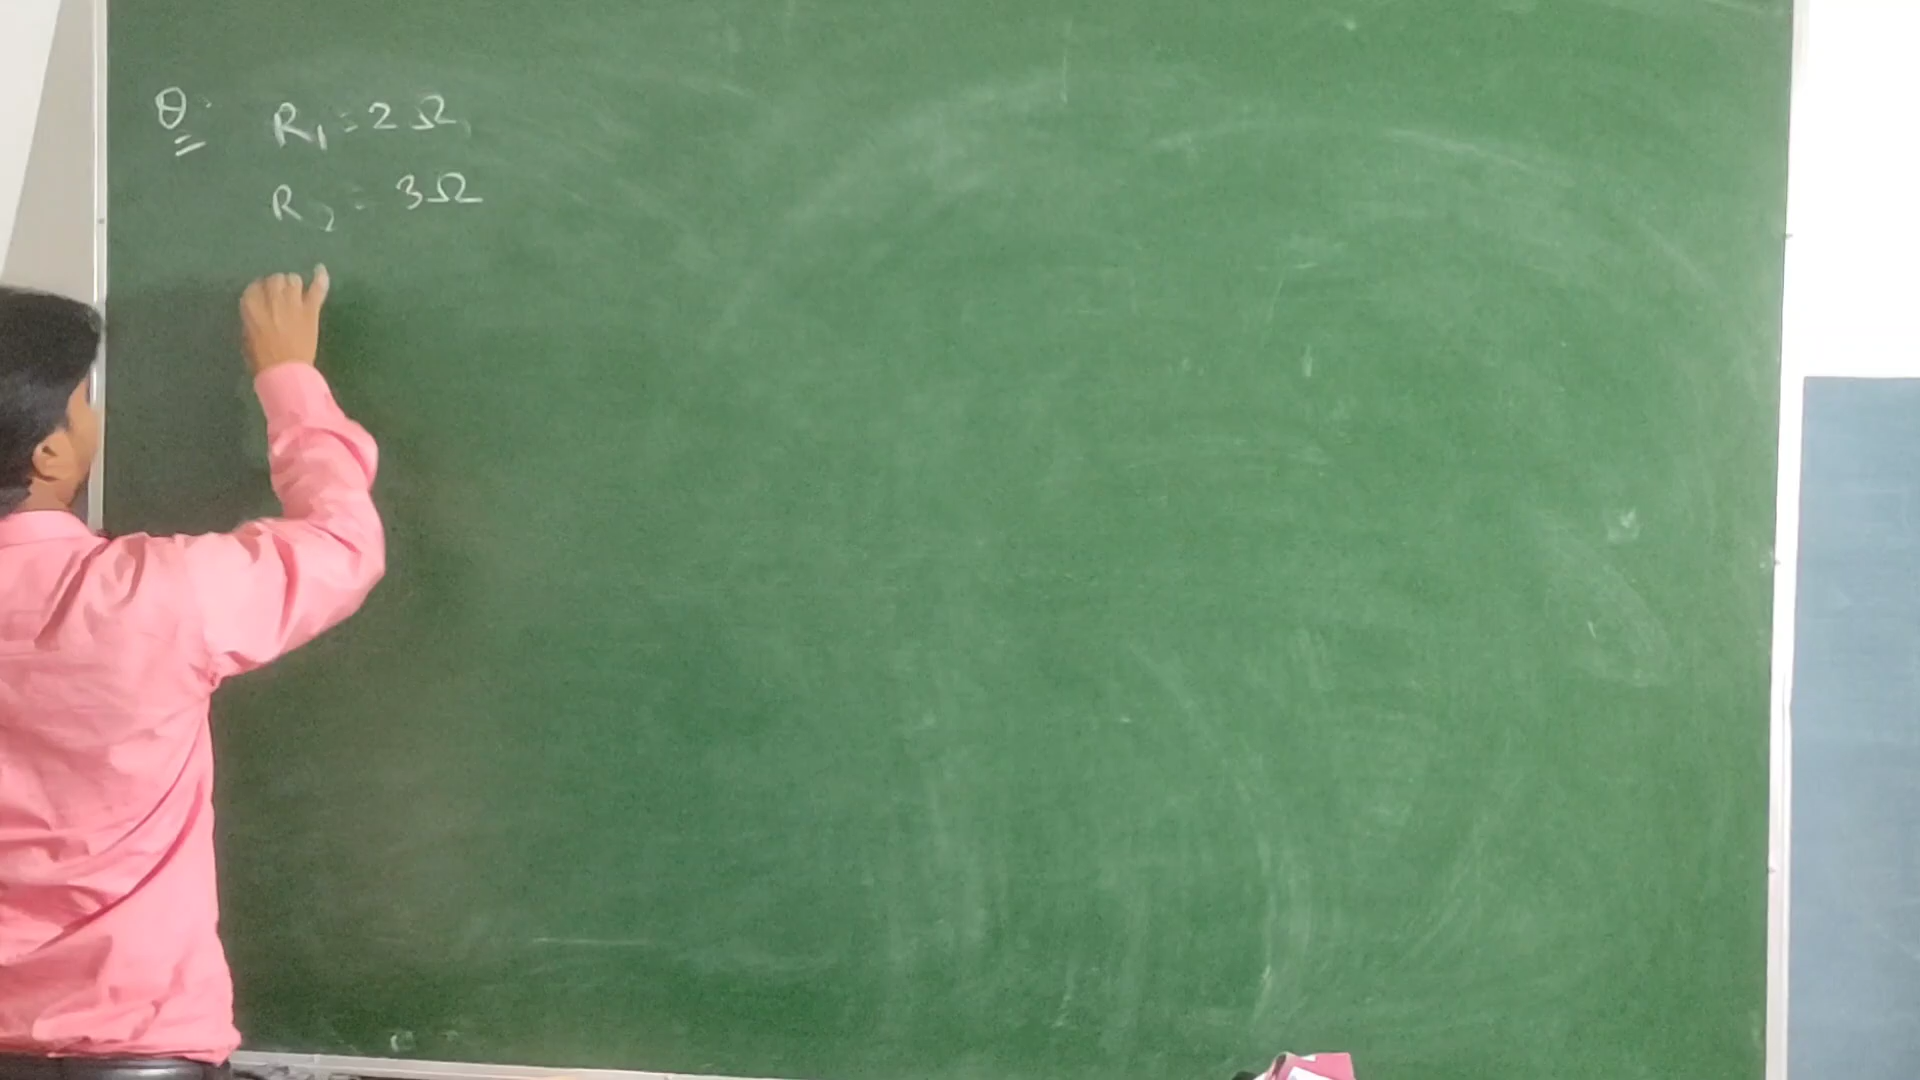 Q. R₁ = 2 Ω
R₂ = 3 Ω